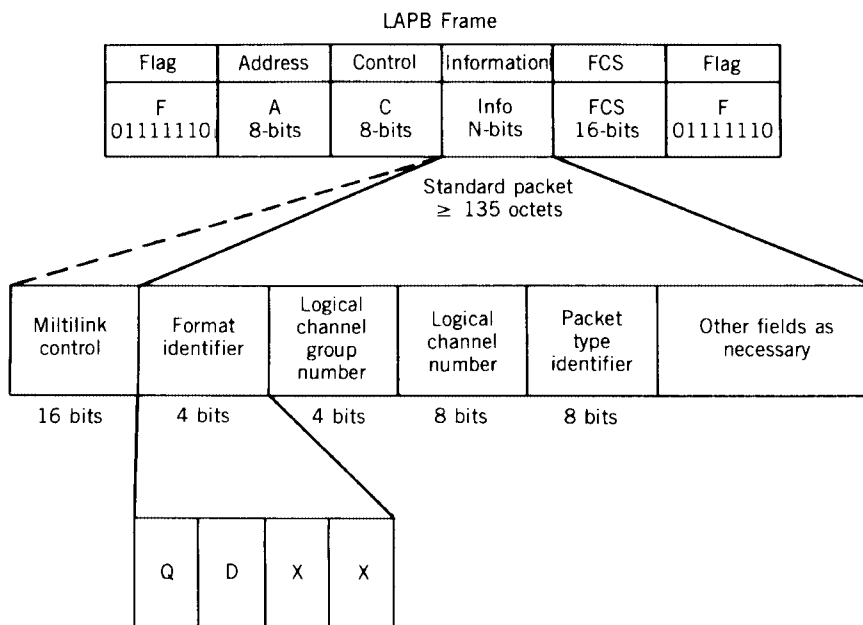 LAPB Frame
Flag Address Control Information FCS Flag
F A C Info FCS F
01111110 8-bits 8-bits N-bits 16-bits 01111110
Standard packet
≥ 135 octets
Miltilink
control
Format
identifier
Logical
channel
group
number
Logical
channel
number
Packet
type
identifier
Other fields as
necessary
16 bits 4 bits 4 bits 8 bits 8 bits
Q D X X